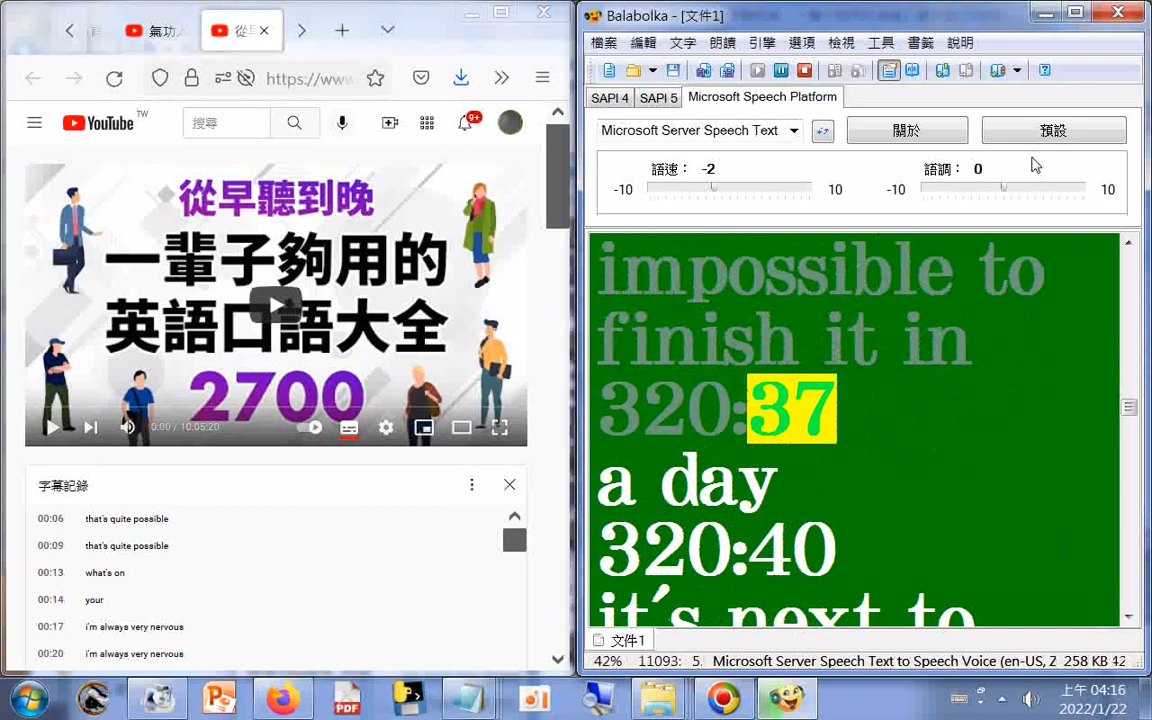 氣功
從
https://www
YouTube TW
搜尋
9+
從早聽到晚
一輩子夠用的
英語口語大全
2700
0:00 / 10:05:20
字幕記錄
00:06 that's quite possible
00:09 that's quite possible
00:13 what's on
00:14 your
00:17 i'm always very nervous
00:20 i'm always very nervous
Balabolka - [文件1]
檔案 編輯 文字 朗讀 引擎 選項 檢視 工具 書籤 說明
SAPI 4 SAPI 5 Microsoft Speech Platform
Microsoft Server Speech Text 關於 預設
語速： -2 語調： 0
-10 10 -10 10
impossible to
finish it in
320:37
a day
320:40
it's next to
文件1
42% 11093: 5. Microsoft Server Speech Text to Speech Voice (en-US, Z 258 KB 42
PDF
上午 04:16
2022/1/22